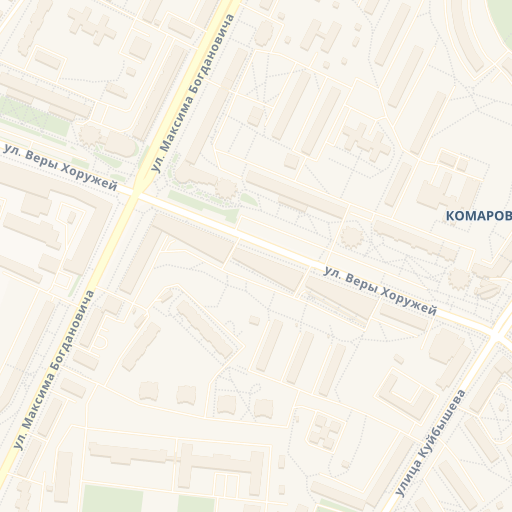 ул. Максима Богдановича
ул. Веры Хоружей
КОМАРОВ
ул. Веры Хоружей
ул. Максима Богдановича
улица Куйбышева